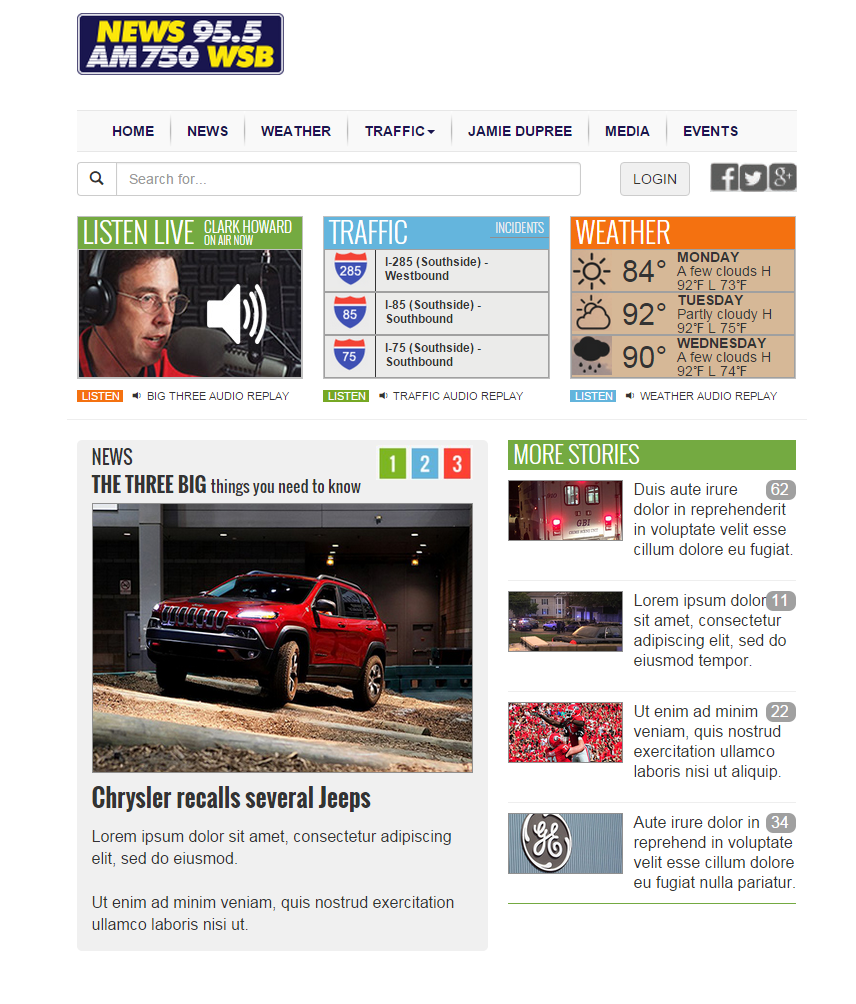 NEWS 95.5
AM 750 WSB
HOME
NEWS
WEATHER
TRAFFIC
JAMIE DUPREE
MEDIA
EVENTS
Search for...
LOGIN
LISTEN LIVE
CLARK HOWARD
ON AIR NOW
LISTEN
BIG THREE AUDIO REPLAY
TRAFFIC
INCIDENTS
285
I-285 (Southside) -
Westbound
85
I-85 (Southside) -
Southbound
75
I-75 (Southside) -
Southbound
LISTEN
TRAFFIC AUDIO REPLAY
WEATHER
84°
MONDAY
A few clouds H
92°F L 73°F
92°
TUESDAY
Partly cloudy H
92°F L 75°F
90°
WEDNESDAY
A few clouds H
92°F L 74°F
LISTEN
WEATHER AUDIO REPLAY
NEWS
THE THREE BIG things you need to know
1 2 3
Chrysler recalls several Jeeps
Lorem ipsum dolor sit amet, consectetur adipiscing
elit, sed do eiusmod.
Ut enim ad minim veniam, quis nostrud exercitation
ullamco laboris nisi ut.
MORE STORIES
GBI
Duis aute irure 62
dolor in reprehenderit
in voluptate velit esse
cillum dolore eu fugiat.
Lorem ipsum dolor 11
sit amet, consectetur
adipiscing elit, sed do
eiusmod tempor.
Ut enim ad minim 22
veniam, quis nostrud
exercitation ullamco
laboris nisi ut aliquip.
Aute irure dolor in 34
reprehend in voluptate
velit esse cillum dolore
eu fugiat nulla pariatur.